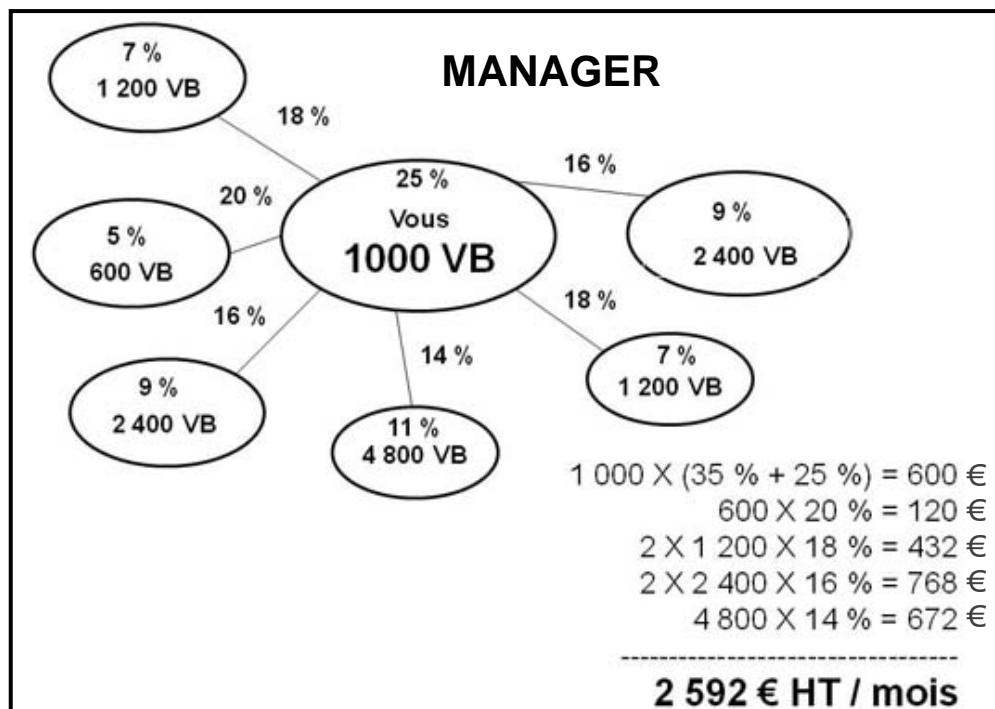 MANAGER
7 %
1 200 VB
18 %
16 %
25 %
Vous
1000 VB
20 %
9 %
2 400 VB
5 %
600 VB
16 %
18 %
14 %
7 %
1 200 VB
9 %
2 400 VB
11 %
4 800 VB
1 000 X (35 % + 25 %) = 600 €
600 X 20 % = 120 €
2 X 1 200 X 18 % = 432 €
2 X 2 400 X 16 % = 768 €
4 800 X 14 % = 672 €
-----------------------------------
2 592 € HT / mois